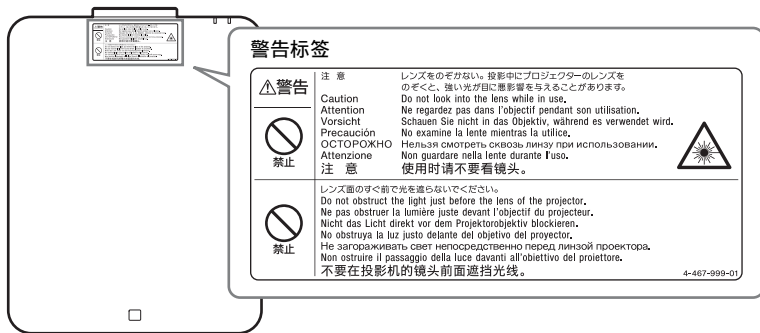 警告标签
警告
禁止
注 意 レンズをのぞかない。投影中にプロジェクターのレンズを
のぞくと、強い光が目に悪影響を与えることがあります。
Caution Do not look into the lens while in use.
Attention Ne regardez pas dans l'objectif pendant son utilisation.
Vorsicht Schauen Sie nicht in das Objektiv, während es verwendet wird.
Precaución No examine la lente mientras la utilice.
ОСТОРОЖНО Нельзя смотреть сквозь линзу при использовании.
Attenzione Non guardare nella lente durante l'uso.
注 意 使用时请不要看镜头。
禁止
レンズ面のすぐ前で光を遮らないでください。
Do not obstruct the light just before the lens of the projector.
Ne pas obstruer la lumière juste devant l'objectif du projecteur.
Nicht das Licht direkt vor dem Projektorobjektiv blockieren.
No obstruya la luz justo delante del objetivo del proyector.
Не загораживать свет непосредственно перед линзой проектора.
Non ostruire il passaggio della luce davanti all'obiettivo del proiettore.
不要在投影机的镜头前面遮挡光线。
4-467-999-01